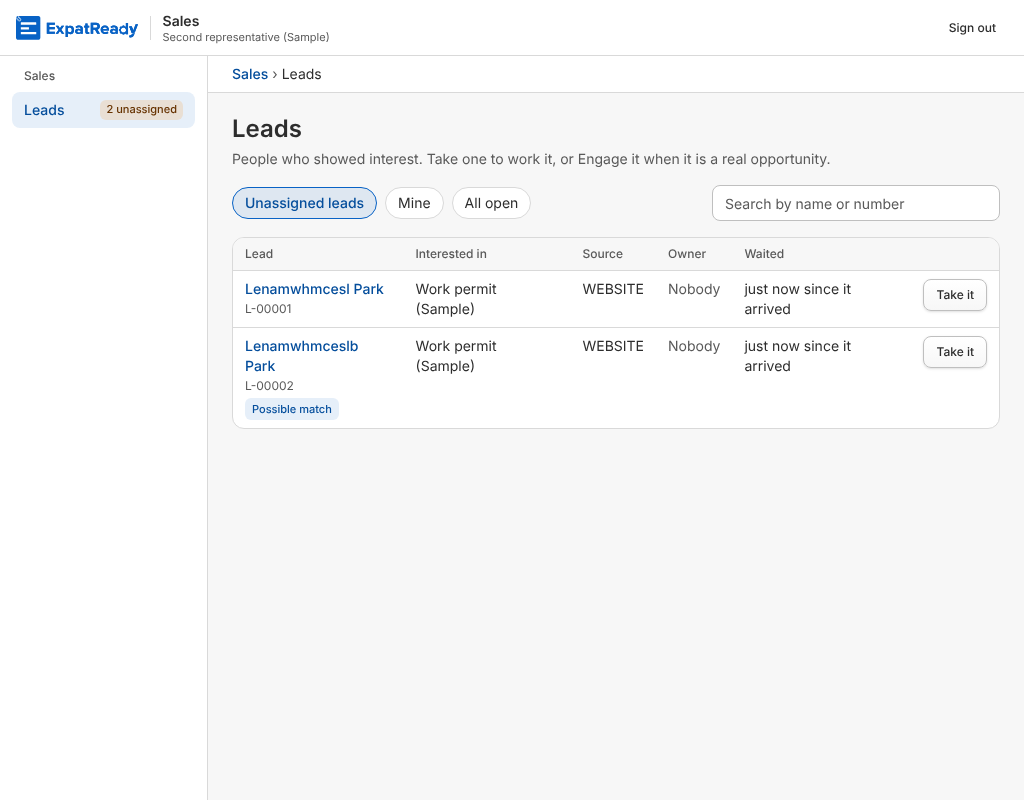 ExpatReady
Sales
Second representative (Sample)
Sign out
Sales
Leads
2 unassigned
Sales › Leads
Leads
People who showed interest. Take one to work it, or Engage it when it is a real opportunity.
Unassigned leads
Mine
All open
Search by name or number
Lead
Interested in
Source
Owner
Waited
Lenamwhmcesl Park
L-00001
Work permit
(Sample)
WEBSITE
Nobody
just now since it
arrived
Take it
Lenamwhmceslb
Park
L-00002
Possible match
Work permit
(Sample)
WEBSITE
Nobody
just now since it
arrived
Take it